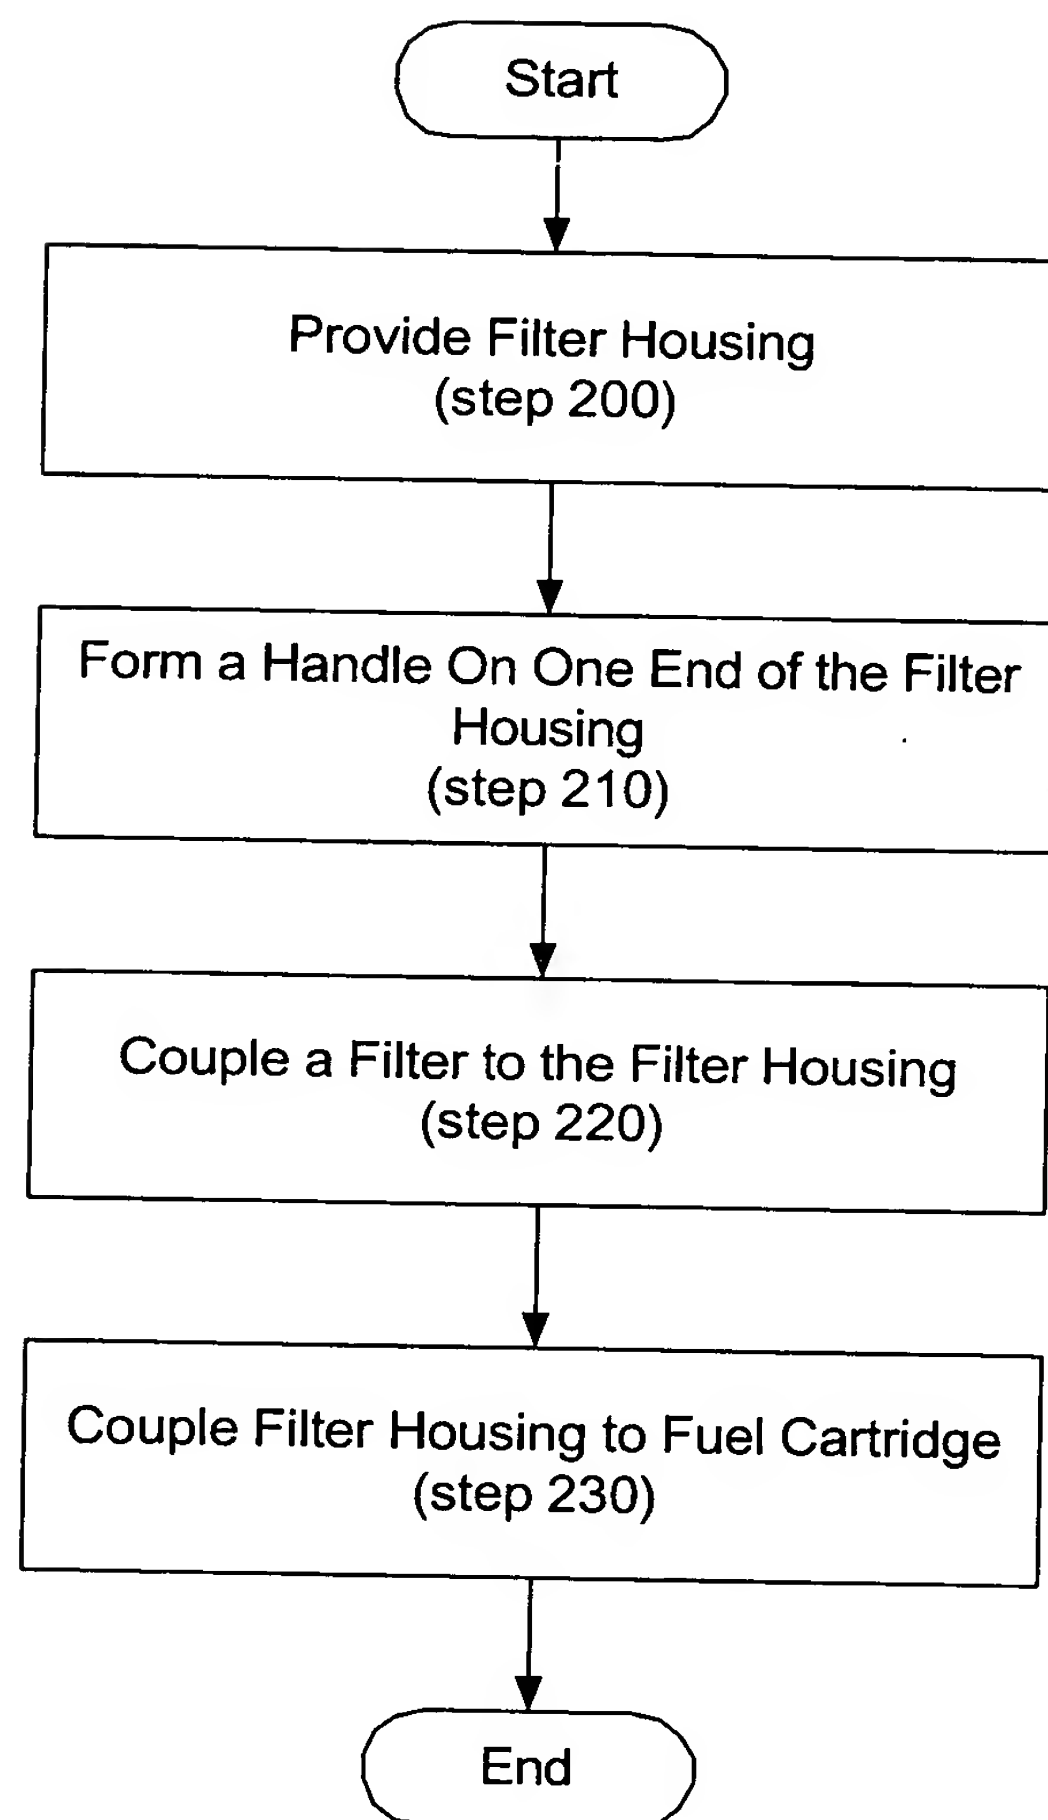 Start
Provide Filter Housing
(step 200)
Form a Handle On One End of the Filter
Housing
(step 210)
Couple a Filter to the Filter Housing
(step 220)
Couple Filter Housing to Fuel Cartridge
(step 230)
End